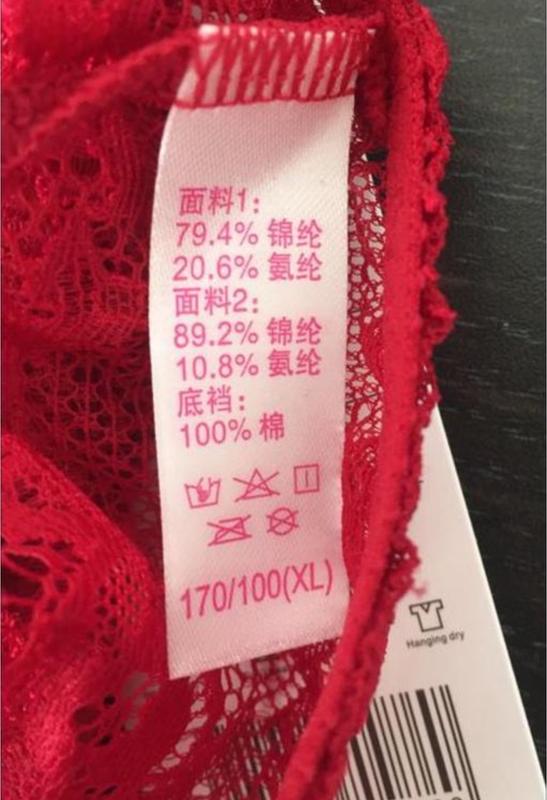 面料1:
79.4% 锦纶
20.6% 氨纶
面料2:
89.2% 锦纶
10.8% 氨纶
底裆:
100% 棉
170/100(XL)
Hanging dry